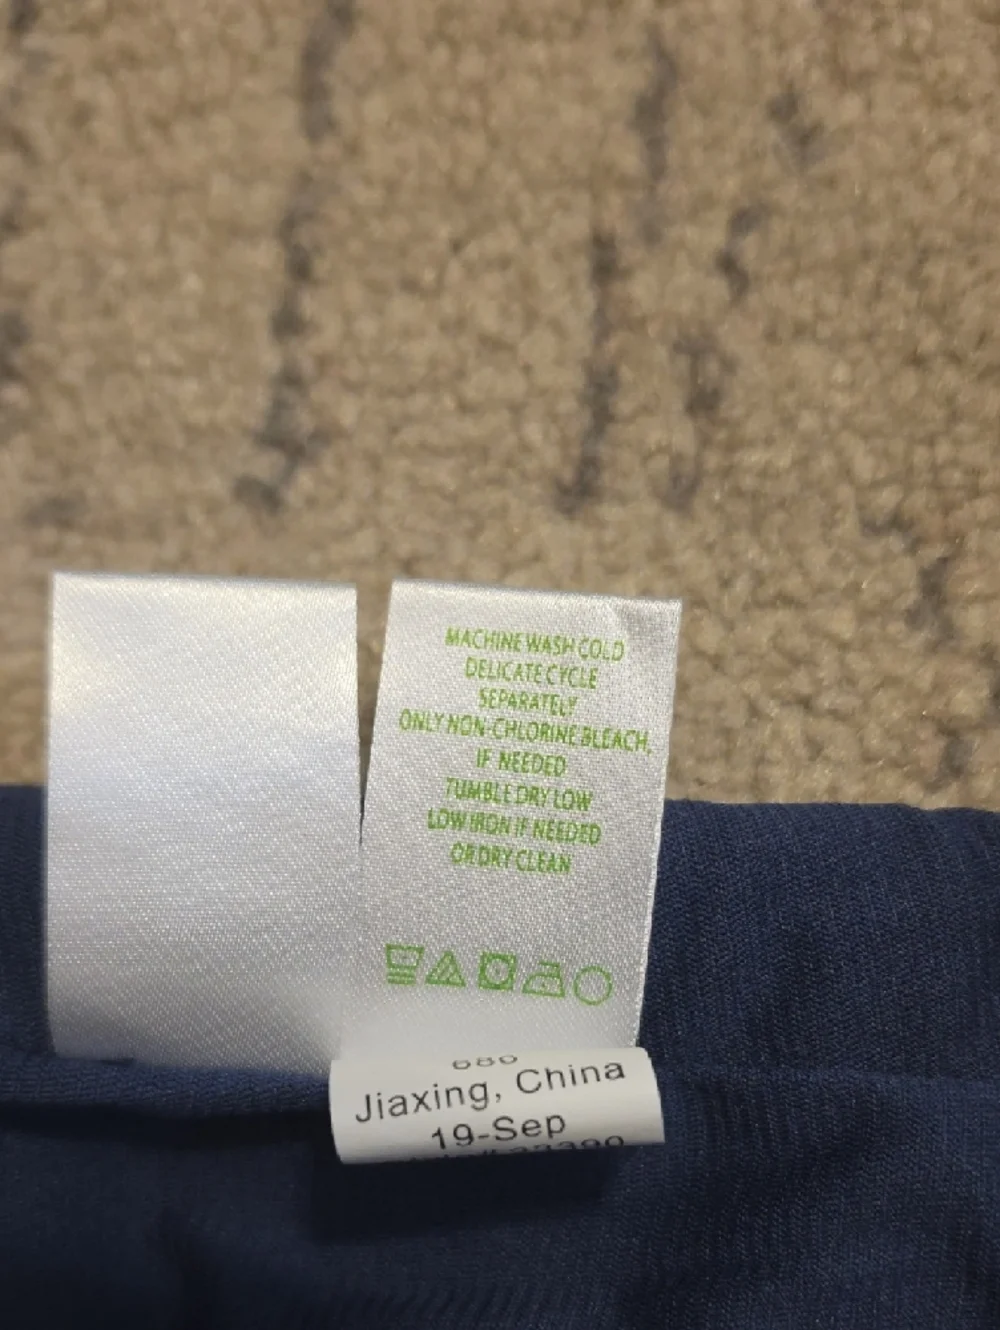 MACHINE WASH COLD
DELICATE CYCLE
SEPARATELY
ONLY NON-CHLORINE BLEACH,
IF NEEDED
TUMBLE DRY LOW
LOW IRON IF NEEDED
OR DRY CLEAN
Jiaxing, China
19-Sep